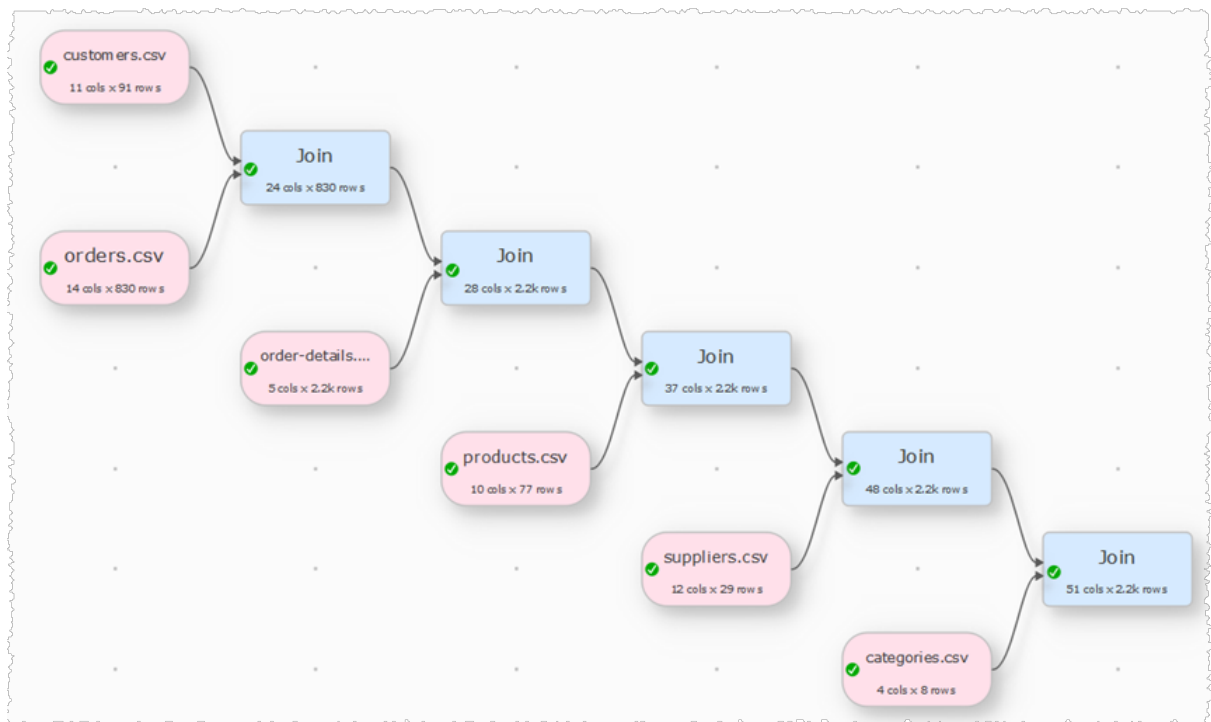 customers.csv
11 cols x 91 rows
Join
24 cols x 830 rows
orders.csv
14 cols x 830 rows
Join
28 cols x 2.2k rows
order-details....
5 cols x 2.2k rows
Join
37 cols x 2.2k rows
products.csv
10 cols x 77 rows
Join
48 cols x 2.2k rows
suppliers.csv
12 cols x 29 rows
Join
51 cols x 2.2k rows
categories.csv
4 cols x 8 rows